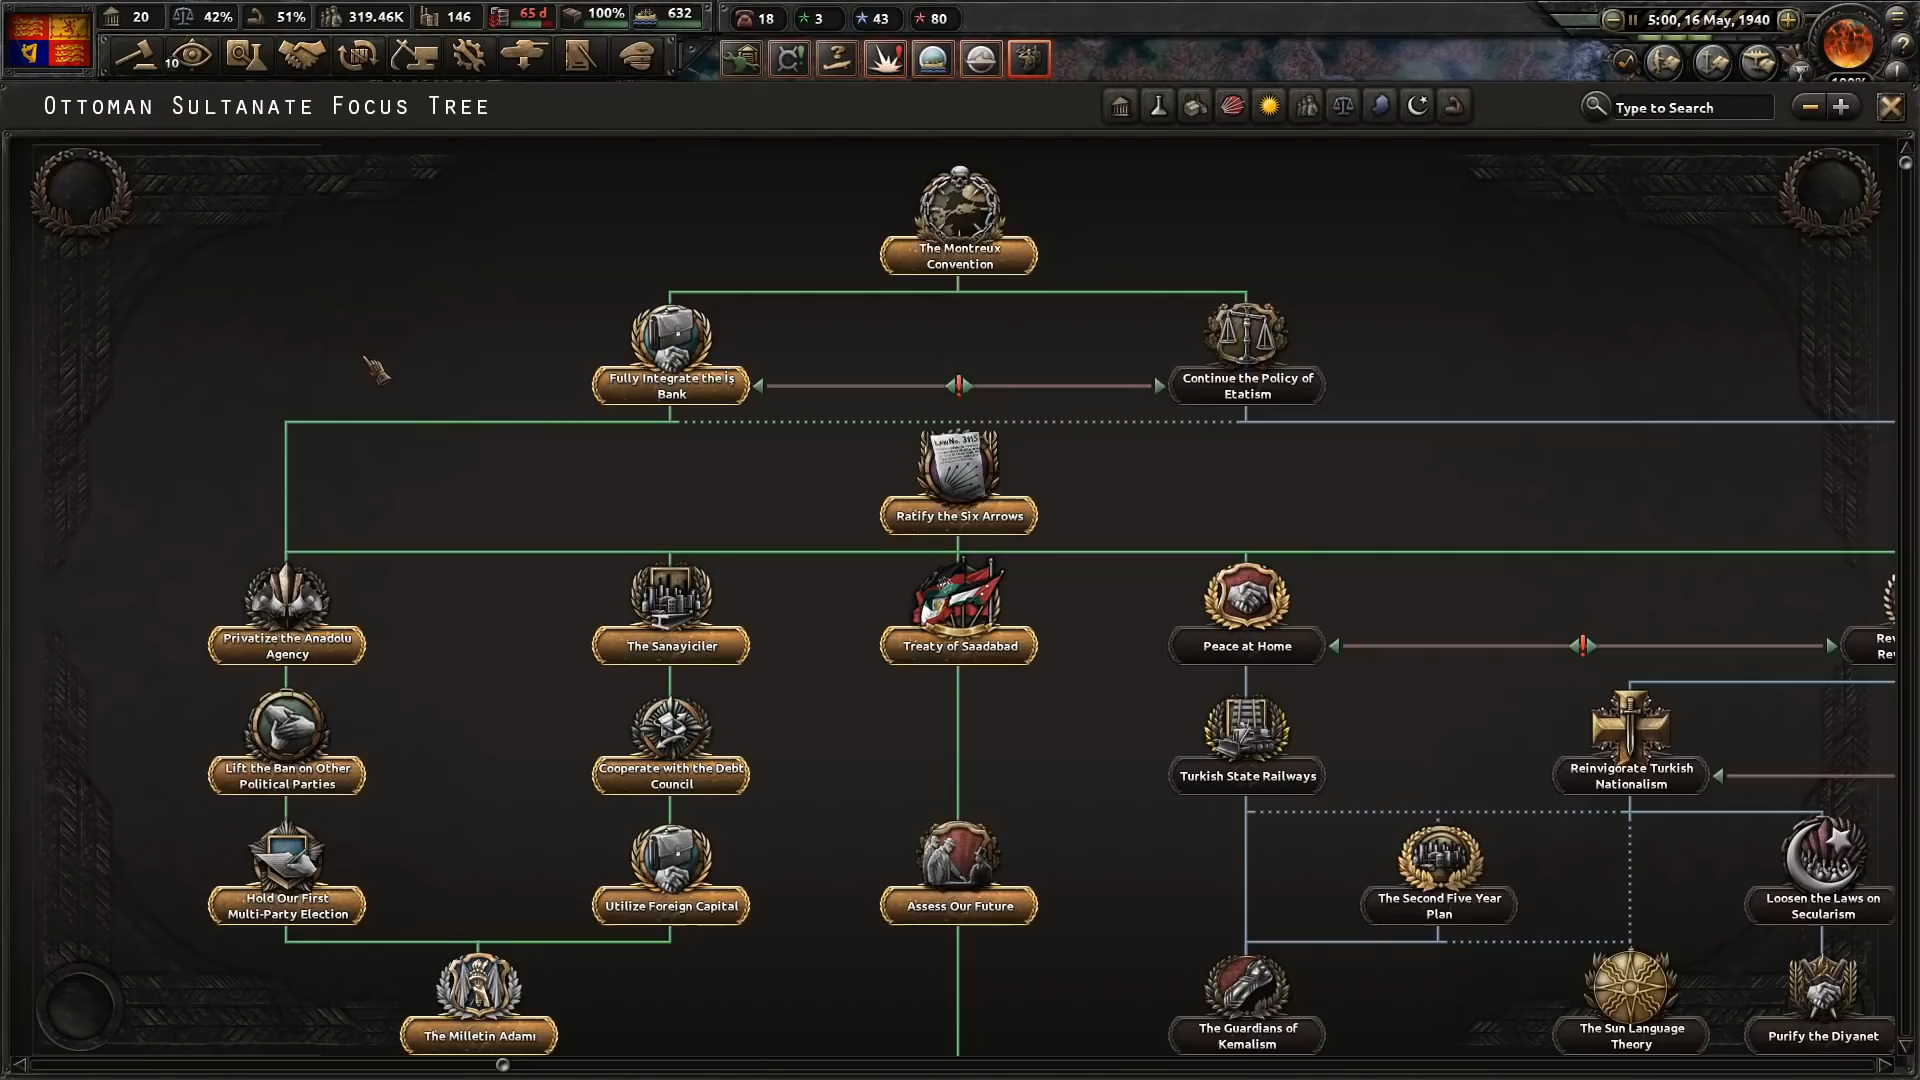 20
42%
51%
319.46K
146
65 d
100%
632
18
3
43
80
5:00, 16 May, 1940
10
OTTOMAN SULTANATE FOCUS TREE
Type to Search
The Montreux
Convention
Fully Integrate the İş
Bank
Continue the Policy of
Etatism
LAW No. 3115
Ratify the Six Arrows
Privatize the Anadolu
Agency
The Sanayiciler
Treaty of Saadabad
Peace at Home
Lift the Ban on Other
Political Parties
Cooperate with the Debt
Council
Turkish State Railways
Reinvigorate Turkish
Nationalism
Hold Our First
Multi-Party Election
Utilize Foreign Capital
Assess Our Future
The Second Five Year
Plan
Loosen the Laws on
Secularism
The Milletin Adamı
The Guardians of
Kemalism
The Sun Language
Theory
Purify the Diyanet